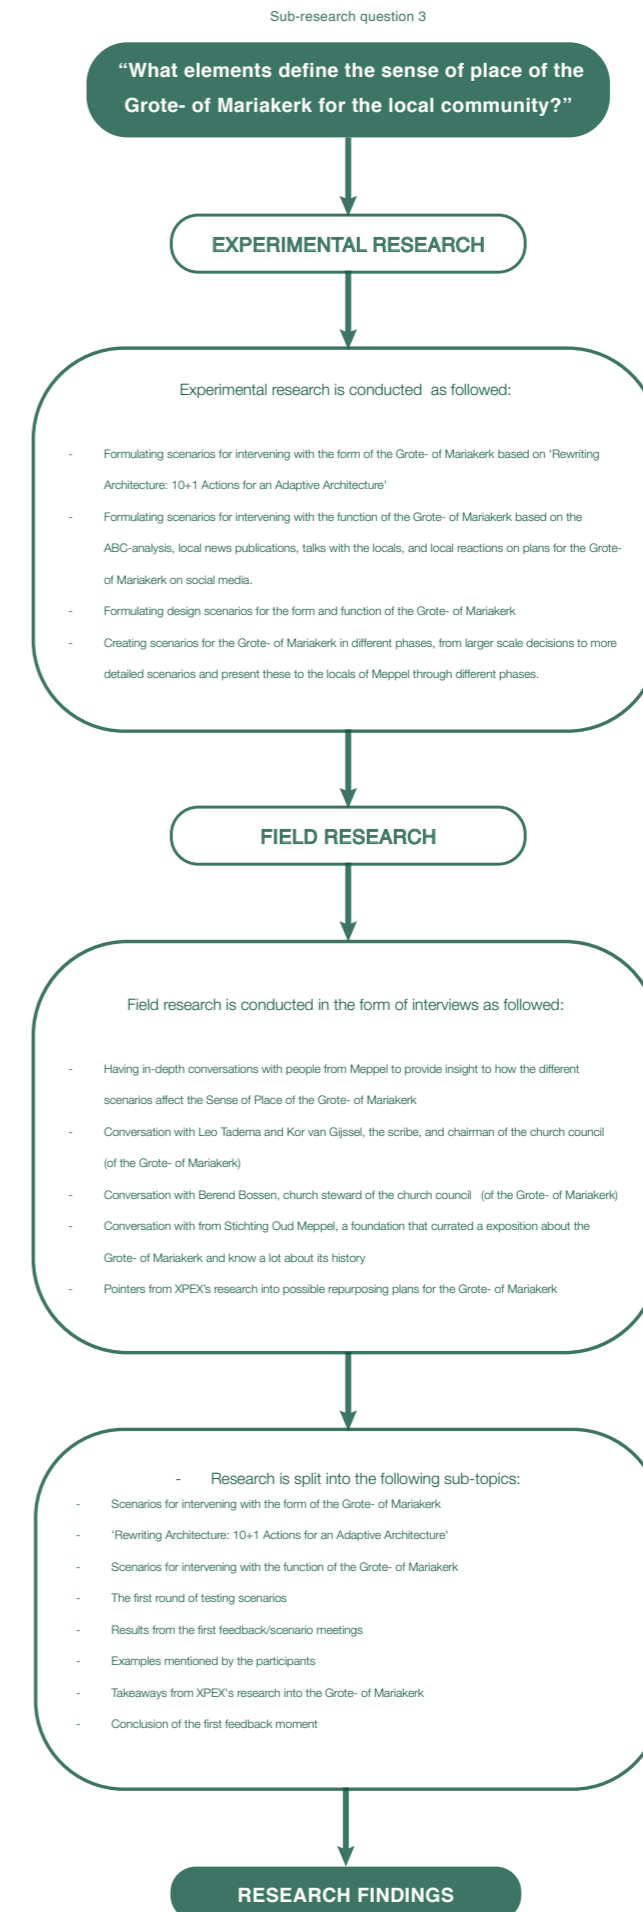 Sub-research question 3
“What elements define the sense of place of the
Grote- of Mariakerk for the local community?”
EXPERIMENTAL RESEARCH
Experimental research is conducted as followed:
- Formulating scenarios for intervening with the form of the Grote- of Mariakerk based on 'Rewriting
Architecture: 10+1 Actions for an Adaptive Architecture'
- Formulating scenarios for intervening with the function of the Grote- of Mariakerk based on the
ABC-analysis, local news publications, talks with the locals, and local reactions on plans for the Grote-
of Mariakerk on social media.
- Formulating design scenarios for the form and function of the Grote- of Mariakerk
- Creating scenarios for the Grote- of Mariakerk in different phases, from larger scale decisions to more
detailed scenarios and present these to the locals of Meppel through different phases.
FIELD RESEARCH
Field research is conducted in the form of interviews as followed:
- Having in-depth conversations with people from Meppel to provide insight to how the different
scenarios affect the Sense of Place of the Grote- of Mariakerk
- Conversation with Leo Tadema and Kor van Gijssel, the scribe, and chairman of the church council
(of the Grote- of Mariakerk)
- Conversation with Berend Bossen, church steward of the church council (of the Grote- of Mariakerk)
- Conversation with from Stichting Oud Meppel, a foundation that currated a exposition about the
Grote- of Mariakerk and know a lot about its history
- Pointers from XPEX's research into possible repurposing plans for the Grote- of Mariakerk
- Research is split into the following sub-topics:
- Scenarios for intervening with the form of the Grote- of Mariakerk
- 'Rewriting Architecture: 10+1 Actions for an Adaptive Architecture'
- Scenarios for intervening with the function of the Grote- of Mariakerk
- The first round of testing scenarios
- Results from the first feedback/scenario meetings
- Examples mentioned by the participants
- Takeaways from XPEX's research into the Grote- of Mariakerk
- Conclusion of the first feedback moment
RESEARCH FINDINGS